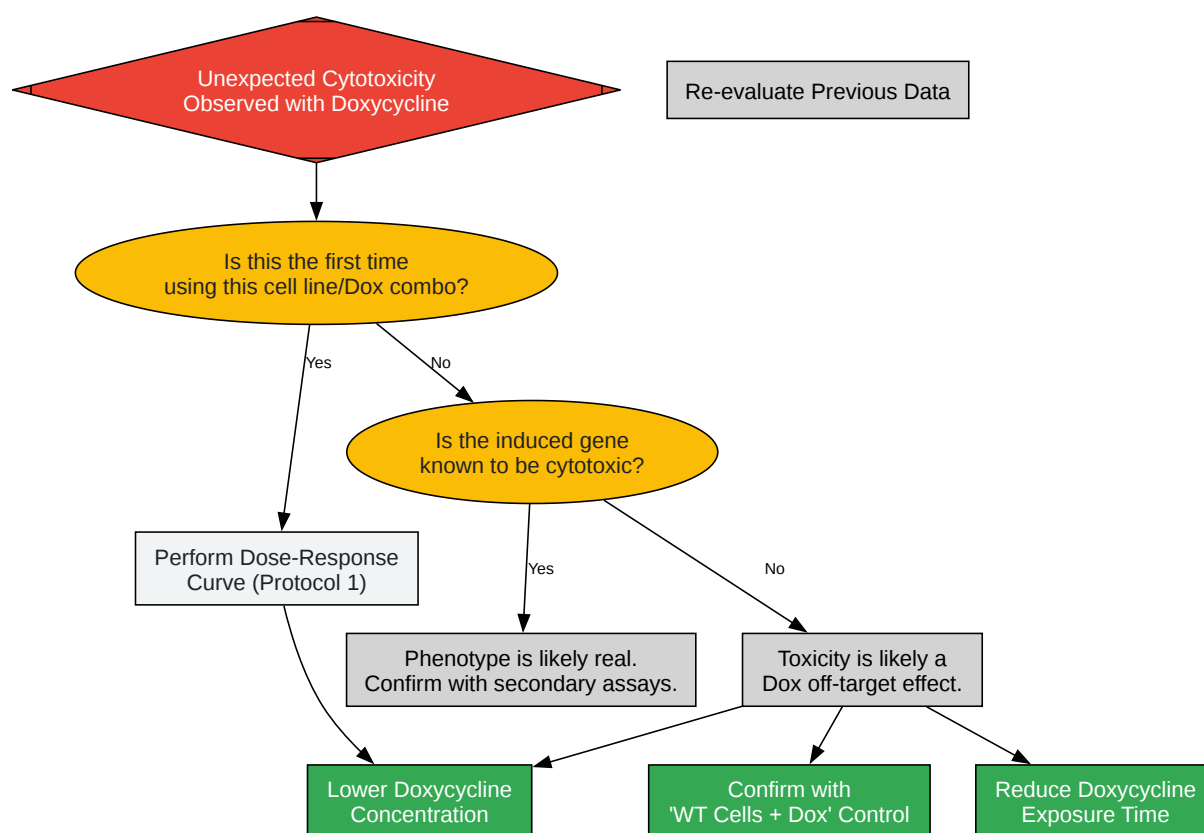 Unexpected Cytotoxicity
Observed with Doxycycline
Re-evaluate Previous Data
Is this the first time
using this cell line/Dox combo?
Yes
No
Is the induced gene
known to be cytotoxic?
Perform Dose-Response
Curve (Protocol 1)
Yes
No
Phenotype is likely real.
Confirm with secondary assays.
Toxicity is likely a
Dox off-target effect.
Lower Doxycycline
Concentration
Confirm with
'WT Cells + Dox' Control
Reduce Doxycycline
Exposure Time